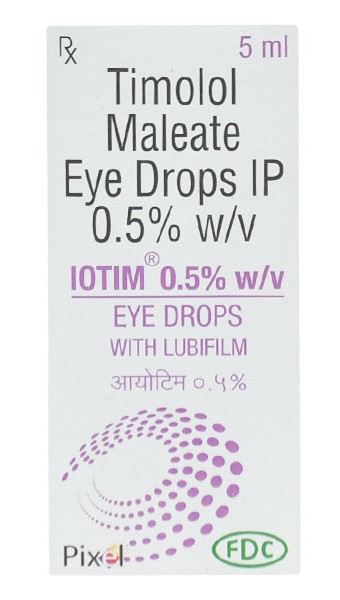 Rx 5 ml
Timolol
Maleate
Eye Drops IP
0.5% w/v
IOTIM® 0.5% w/v
EYE DROPS
WITH LUBIFILM
आयोटिम ०.५%
Pixel FDC